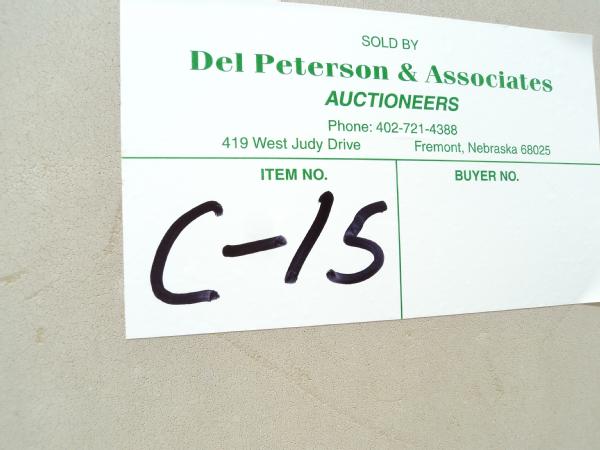 SOLD BY
Del Peterson & Associates
AUCTIONEERS
Phone: 402-721-4388
419 West Judy Drive Fremont, Nebraska 68025
ITEM NO. BUYER NO.
C-15